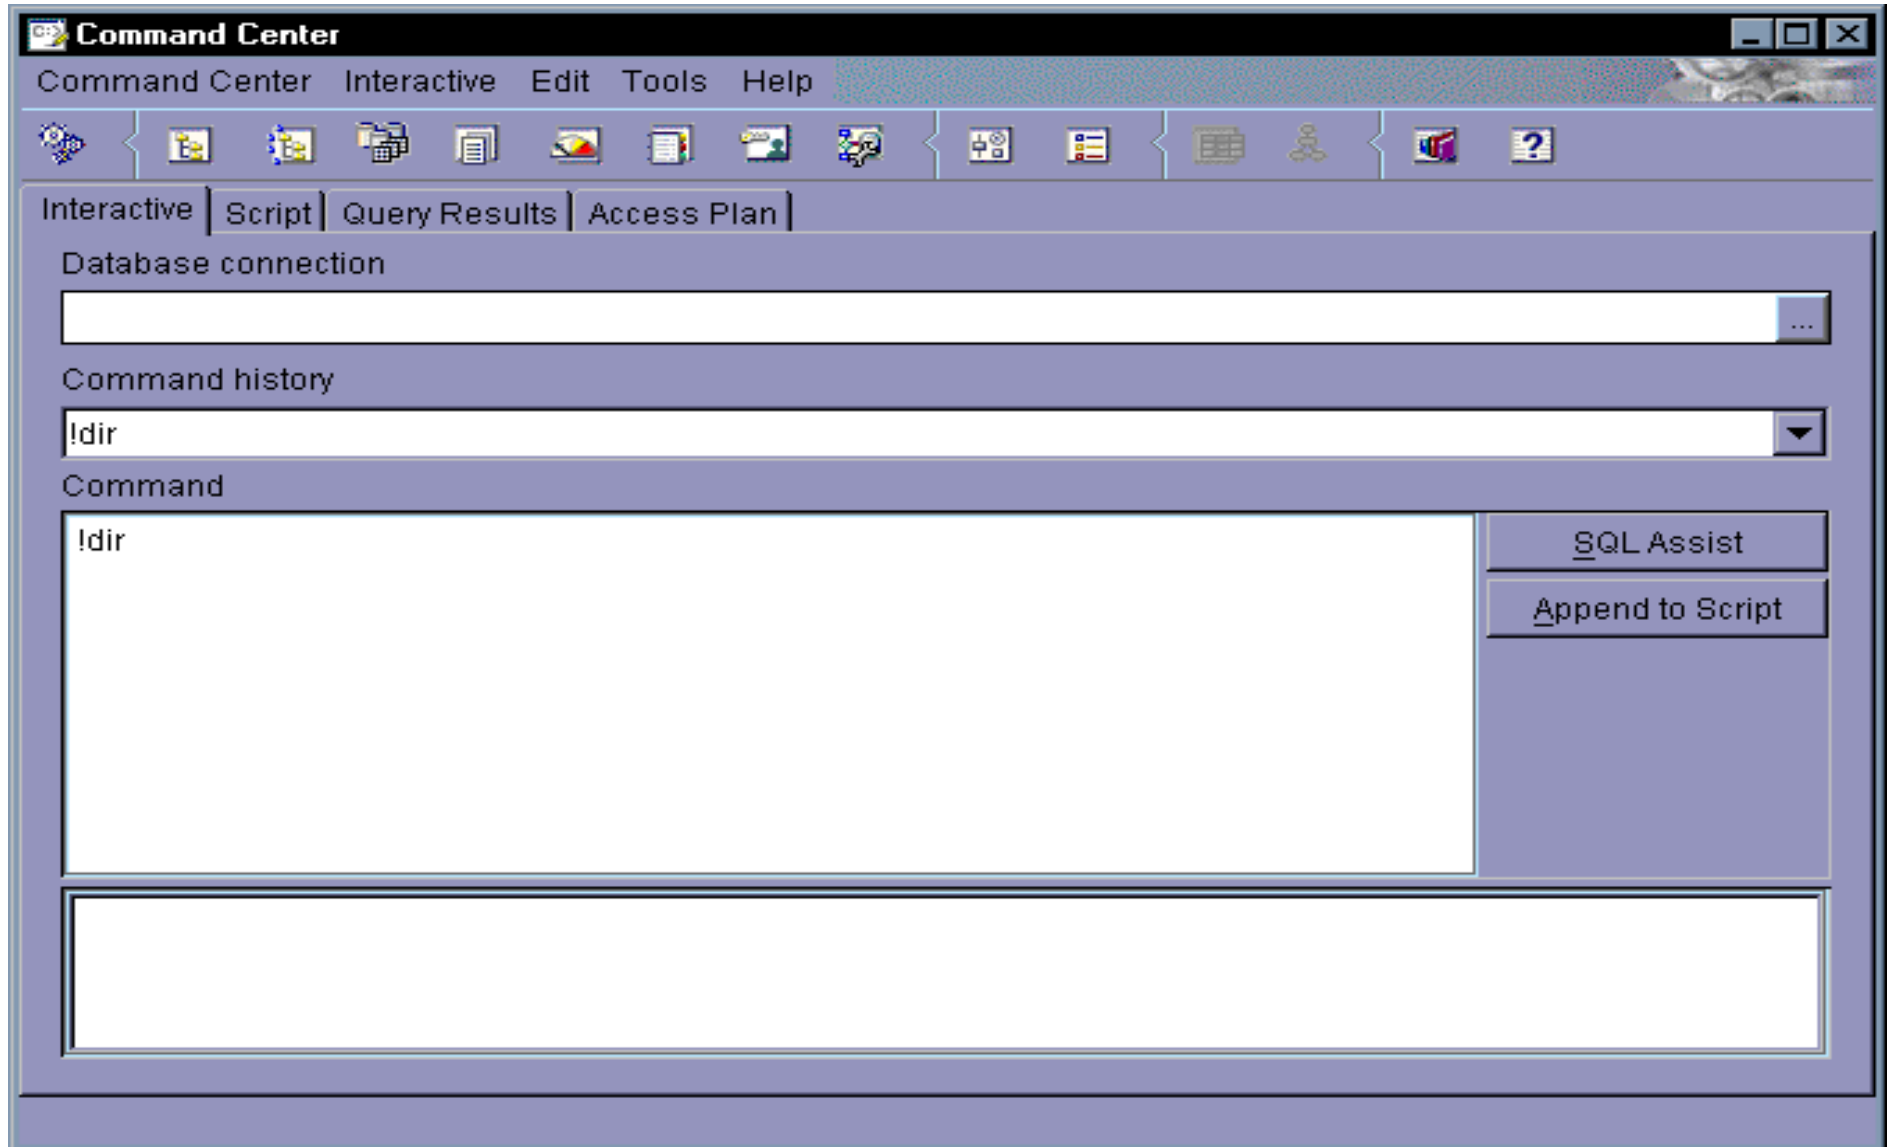 Command Center
Command Center Interactive Edit Tools Help
Interactive Script Query Results Access Plan
Database connection
...
Command history
!dir
Command
!dir
SQL Assist
Append to Script